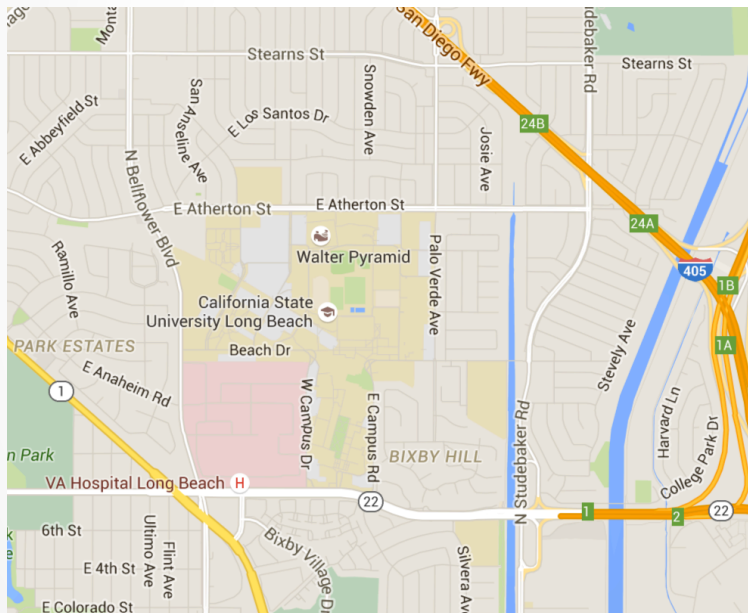 Stearns St
San Diego Fwy
Stearns St
E Abbeyfield St
San Anseline Ave
E Los Santos Dr
Snowden Ave
24B
Josie Ave
N Bellflower Blvd
E Atherton St
E Atherton St
24A
Walter Pyramid
Palo Verde Ave
405
1B
Ramillo Ave
California State
University Long Beach
1A
PARK ESTATES
Beach Dr
Stevely Ave
E Anaheim Rd
1
W Campus Dr
E Campus Rd
Harvard Ln
College Park Dr
BIXBY HILL
N Studebaker Rd
VA Hospital Long Beach
H
22
1
2
22
6th St
Ultimo Ave
Flint Ave
Bixby Village Dr
E 4th St
Silvera Ave
E Colorado St